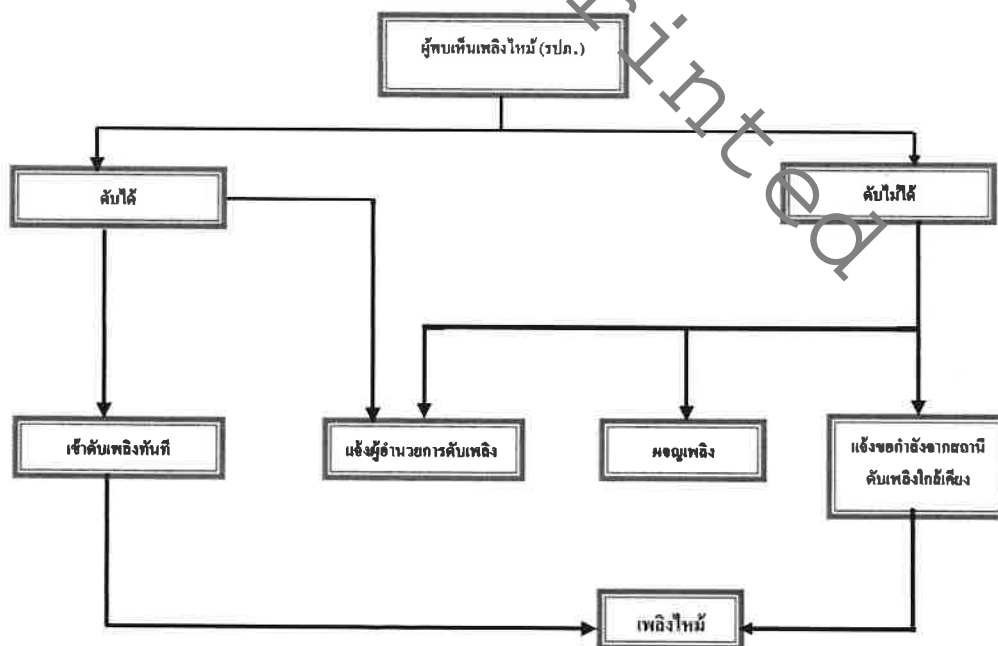 ผู้พบเห็นเพลิงไหม้ (รปภ.)
ดับได้
ดับไม่ได้
เข้าดับเพลิงทันที
แจ้งผู้อำนวยการดับเพลิง
ผจญเพลิง
แจ้งขอกำลังจากสถานี
ดับเพลิงใกล้เคียง
เพลิงไหม้
rinted